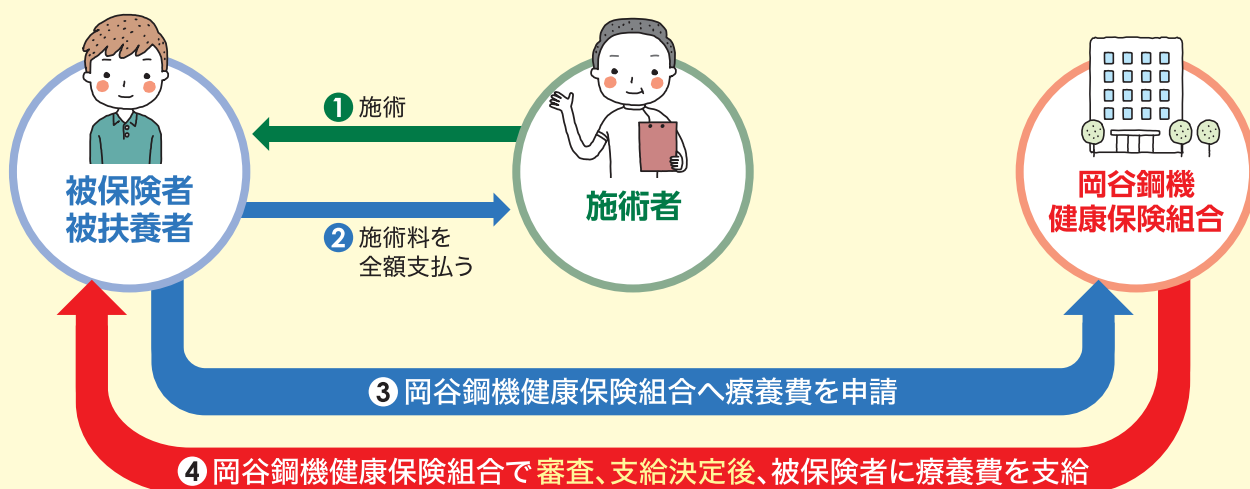 ❶ 施術
被保険者
被扶養者
施術者
岡谷鋼機
健康保険組合
❷ 施術料を
全額支払う
❸ 岡谷鋼機健康保険組合へ療養費を申請
❹ 岡谷鋼機健康保険組合で審査、支給決定後、被保険者に療養費を支給